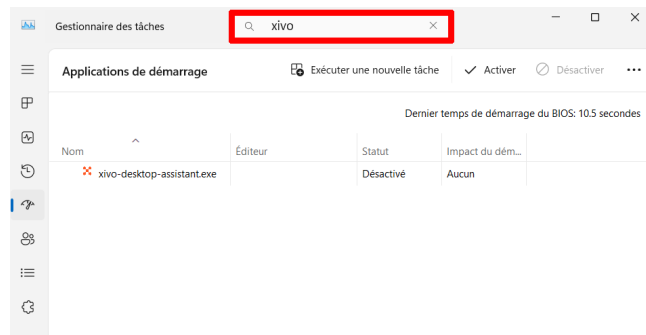 Gestionnaire des tâches
xivo
Applications de démarrage
Exécuter une nouvelle tâche
Activer
Désactiver
Dernier temps de démarrage du BIOS: 10.5 secondes
Nom Éditeur Statut Impact du dém...
xivo-desktop-assistant.exe Désactivé Aucun